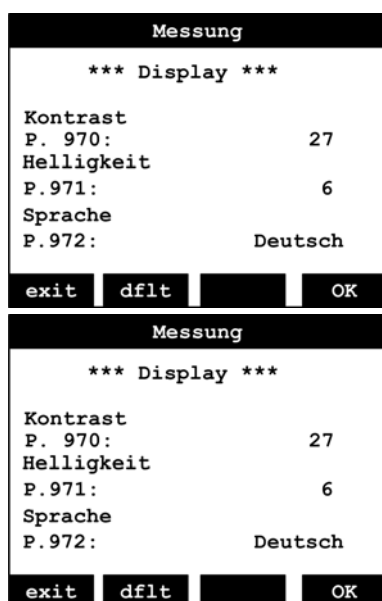 Messung
*** Display ***
Kontrast
P. 970: 27
Helligkeit
P.971: 6
Sprache
P.972: Deutsch
exit dflt OK
Messung
*** Display ***
Kontrast
P. 970: 27
Helligkeit
P.971: 6
Sprache
P.972: Deutsch
exit dflt OK